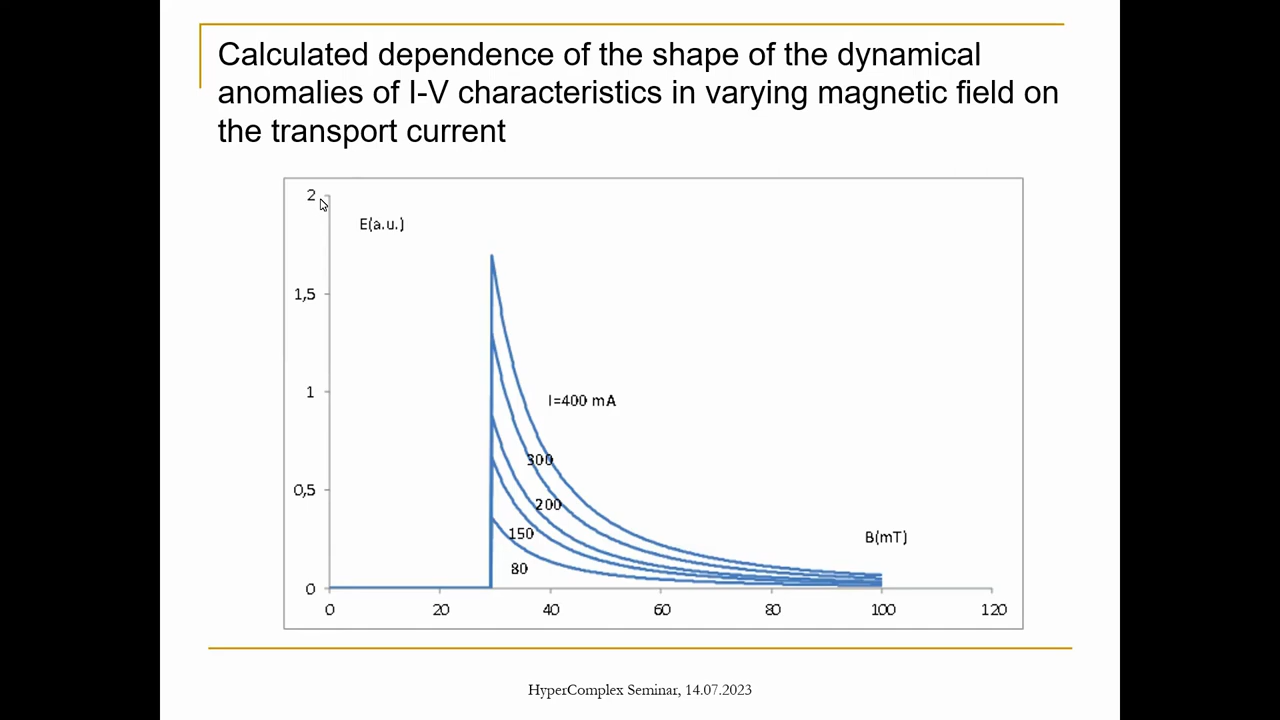 Calculated dependence of the shape of the dynamical
anomalies of I-V characteristics in varying magnetic field on
the transport current
2
E(a.u.)
1,5
1
I=400 mA
300
0,5
200
150
B(mT)
80
0
0 20 40 60 80 100 120
HyperComplex Seminar, 14.07.2023